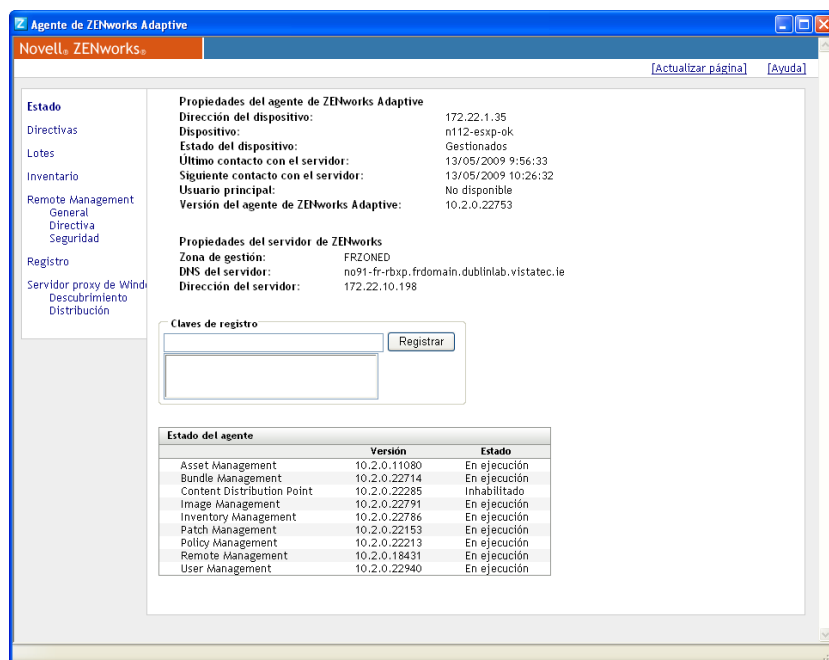 Agente de ZENworks Adaptive
Novell® ZENworks®
[Actualizar página] [Ayuda]
Estado
Directivas
Lotes
Inventario
Remote Management
General
Directiva
Seguridad
Registro
Servidor proxy de Wind
Descubrimiento
Distribución
Propiedades del agente de ZENworks Adaptive
Dirección del dispositivo: 172.22.1.35
Dispositivo: n112-esxp-ok
Estado del dispositivo: Gestionados
Último contacto con el servidor: 13/05/2009 9:56:33
Siguiente contacto con el servidor: 13/05/2009 10:26:32
Usuario principal: No disponible
Versión del agente de ZENworks Adaptive: 10.2.0.22753
Propiedades del servidor de ZENworks
Zona de gestión: FRZONED
DNS del servidor: no91-fr-rbxp.frdomain.dublinlab.vistatec.ie
Dirección del servidor: 172.22.10.198
Claves de registro
Registrar
Estado del agente
Versión Estado
Asset Management 10.2.0.11080 En ejecución
Bundle Management 10.2.0.22714 En ejecución
Content Distribution Point 10.2.0.22285 Inhabilitado
Image Management 10.2.0.22791 En ejecución
Inventory Management 10.2.0.22786 En ejecución
Patch Management 10.2.0.22153 En ejecución
Policy Management 10.2.0.22213 En ejecución
Remote Management 10.2.0.18431 En ejecución
User Management 10.2.0.22940 En ejecución